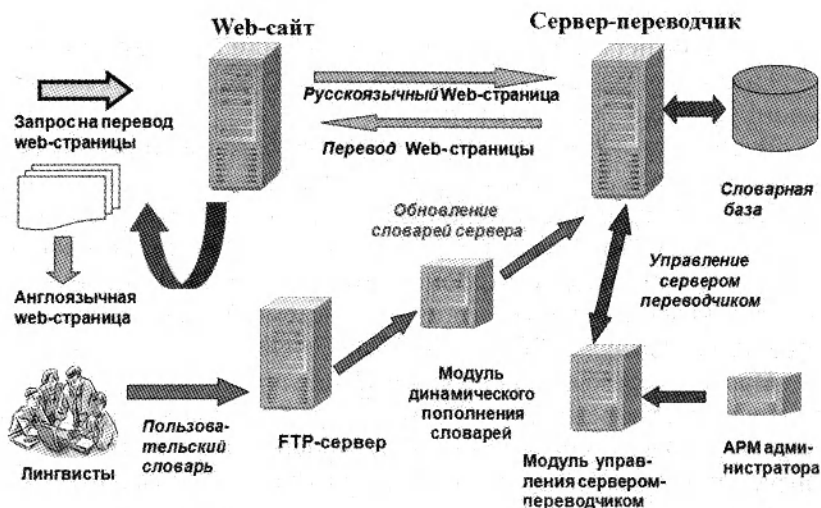 Web-сайт
Сервер-переводчик
Запрос на перевод
web-страницы
Русскоязычный Web-страница
Перевод Web-страницы
Словарная
база
Англоязычная
web-страница
Обновление
словарей сервера
Управление
сервером
переводчиком
Лингвисты
Пользова-
тельский
словарь
FTP-сервер
Модуль
динамического
пополнения
словарей
Модуль управ-
ления сервером-
переводчиком
АРМ адми-
нистратора